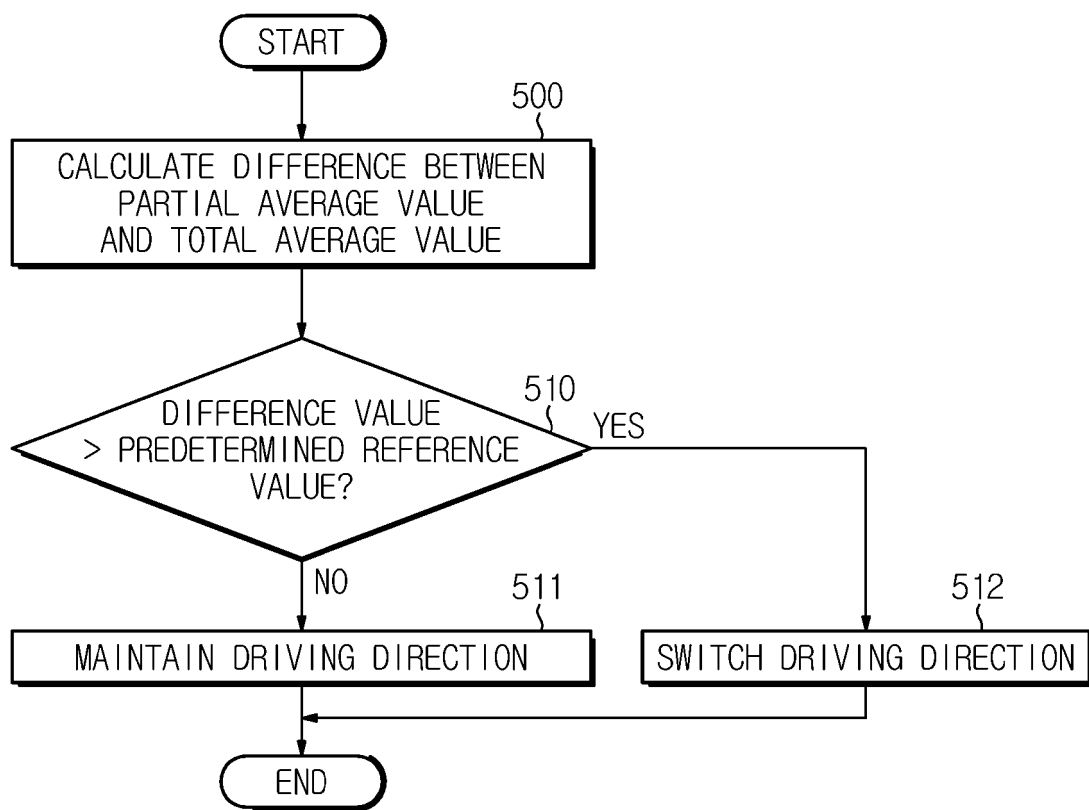 START
500
CALCULATE DIFFERENCE BETWEEN
PARTIAL AVERAGE VALUE
AND TOTAL AVERAGE VALUE
510
DIFFERENCE VALUE
> PREDETERMINED REFERENCE
VALUE?
YES
NO
511
MAINTAIN DRIVING DIRECTION
512
SWITCH DRIVING DIRECTION
END